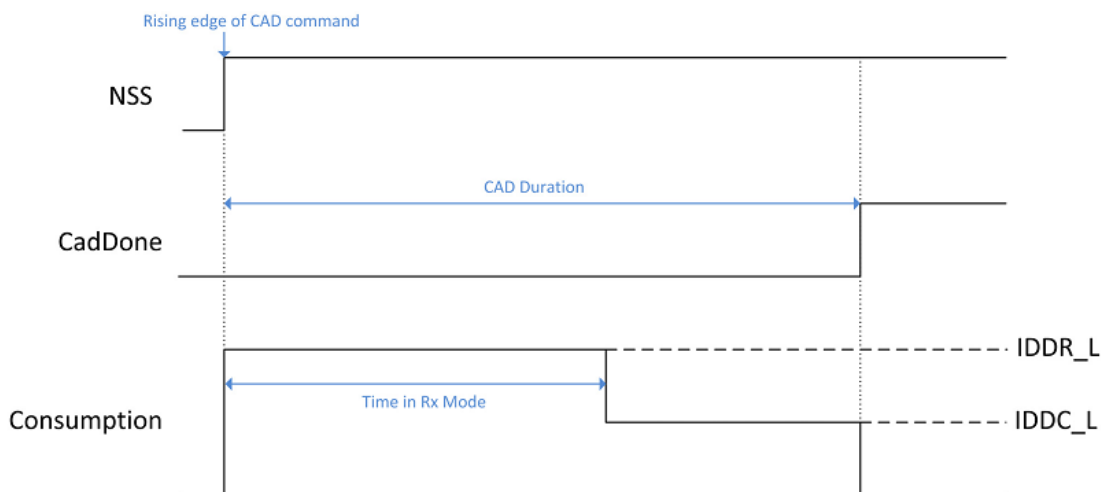 Rising edge of CAD command
NSS
CAD Duration
CadDone
IDDR_L
Time in Rx Mode
Consumption
IDDC_L